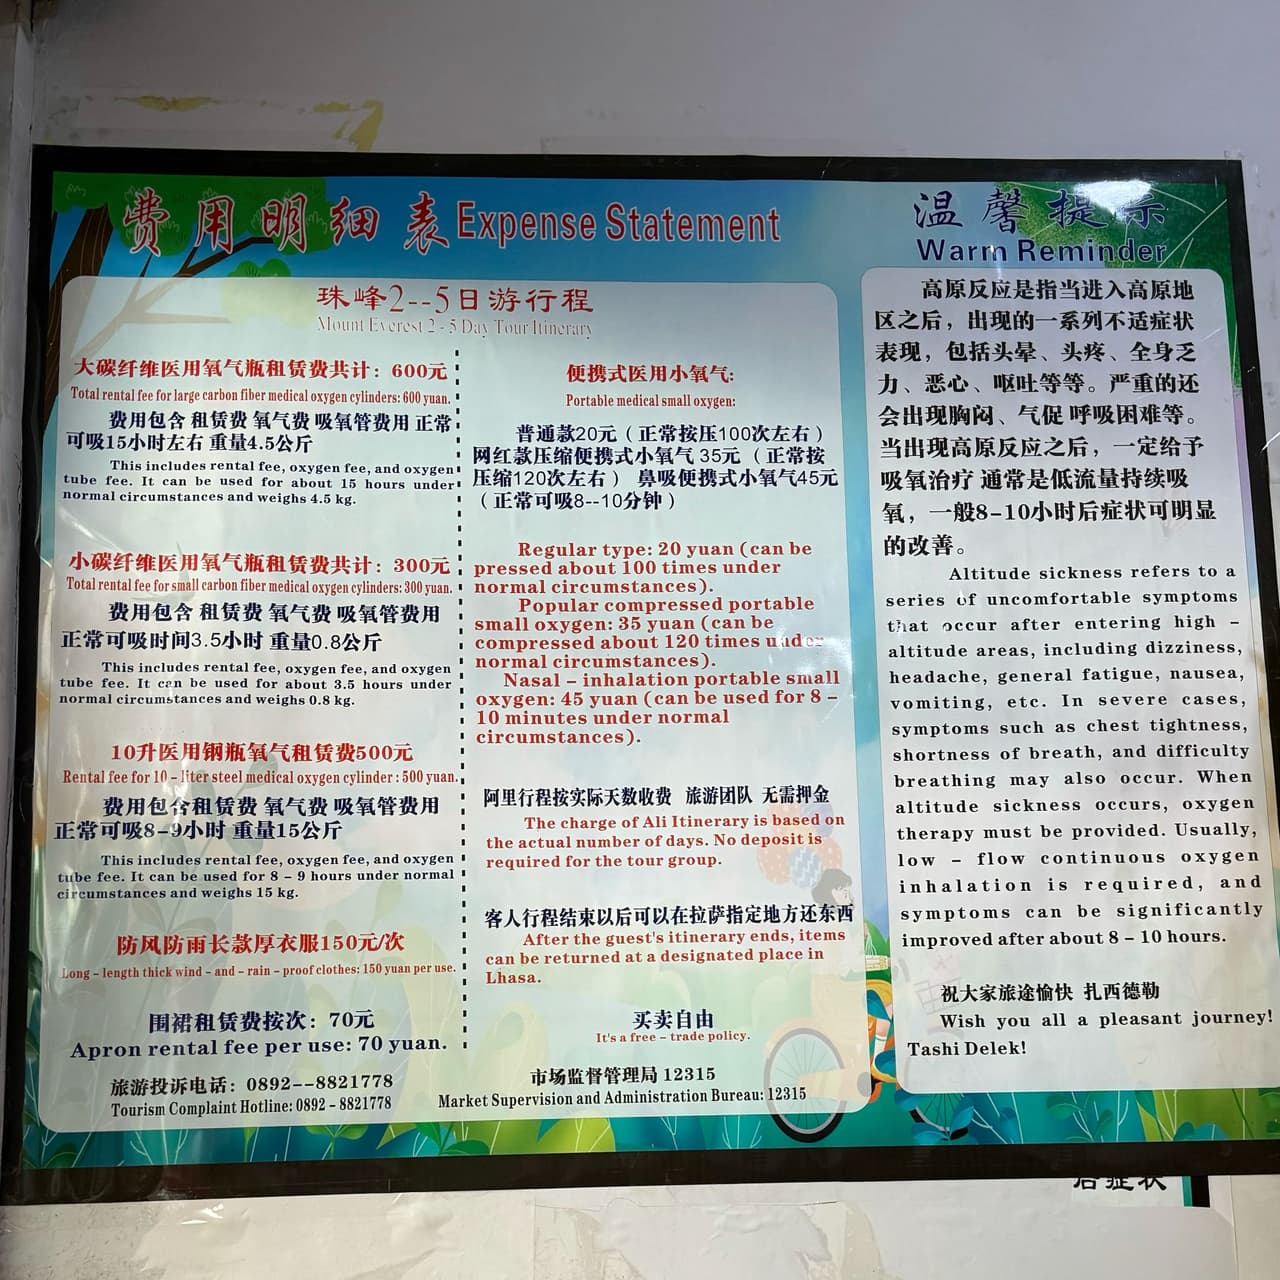 费用明细表 Expense Statement
珠峰2--5日游行程
Mount Everest 2 - 5 Day Tour Itinerary
大碳纤维医用氧气瓶租赁费共计：600元
Total rental fee for large carbon fiber medical oxygen cylinders: 600 yuan.
费用包含 租赁费 氧气费 吸氧管费用 正常
可吸15小时左右 重量4.5公斤
This includes rental fee, oxygen fee, and oxygen
tube fee. It can be used for about 15 hours under
normal circumstances and weighs 4.5 kg.
小碳纤维医用氧气瓶租赁费共计：300元
Total rental fee for small carbon fiber medical oxygen cylinders: 300 yuan.
费用包含 租赁费 氧气费 吸氧管费用
正常可吸时间3.5小时 重量0.8公斤
This includes rental fee, oxygen fee, and oxygen
tube fee. It can be used for about 3.5 hours under
normal circumstances and weighs 0.8 kg.
10升医用钢瓶氧气租赁费500元
Rental fee for 10 - liter steel medical oxygen cylinder : 500 yuan.
费用包含租赁费 氧气费 吸氧管费用
正常可吸8-9小时 重量15公斤
This includes rental fee, oxygen fee, and oxygen
tube fee. It can be used for 8 - 9 hours under normal
circumstances and weighs 15 kg.
防风防雨长款厚衣服150元/次
Long - length thick wind - and - rain - proof clothes: 150 yuan per use.
围裙租赁费按次：70元
Apron rental fee per use: 70 yuan.
旅游投诉电话：0892--8821778
Tourism Complaint Hotline: 0892 - 8821778
便携式医用小氧气:
Portable medical small oxygen:
普通款20元（正常按压100次左右）
网红款压缩便携式小氧气 35元 （正常按
压缩120次左右） 鼻吸便携式小氧气45元
（正常可吸8--10分钟）
Regular type: 20 yuan (can be
pressed about 100 times under
normal circumstances).
Popular compressed portable
small oxygen: 35 yuan (can be
compressed about 120 times under
normal circumstances).
Nasal - inhalation portable small
oxygen: 45 yuan (can be used for 8 -
10 minutes under normal
circumstances).
阿里行程按实际天数收费 旅游团队 无需押金
The charge of Ali Itinerary is based on
the actual number of days. No deposit is
required for the tour group.
客人行程结束以后可以在拉萨指定地方还东西
After the guest's itinerary ends, items
can be returned at a designated place in
Lhasa.
买卖自由
It's a free - trade policy.
市场监督管理局 12315
Market Supervision and Administration Bureau: 12315
温馨提示
Warm Reminder
高原反应是指当进入高原地
区之后，出现的一系列不适症状
表现，包括头晕、头疼、全身乏
力、恶心、呕吐等等。严重的还
会出现胸闷、气促 呼吸困难等。
当出现高原反应之后，一定给予
吸氧治疗 通常是低流量持续吸
氧，一般8-10小时后症状可明显
的改善。
Altitude sickness refers to a
series of uncomfortable symptoms
that occur after entering high -
altitude areas, including dizziness,
headache, general fatigue, nausea,
vomiting, etc. In severe cases,
symptoms such as chest tightness,
shortness of breath, and difficulty
breathing may also occur. When
altitude sickness occurs, oxygen
therapy must be provided. Usually,
low - flow continuous oxygen
inhalation is required, and
symptoms can be significantly
improved after about 8 - 10 hours.
祝大家旅途愉快 扎西德勒
Wish you all a pleasant journey!
Tashi Delek!